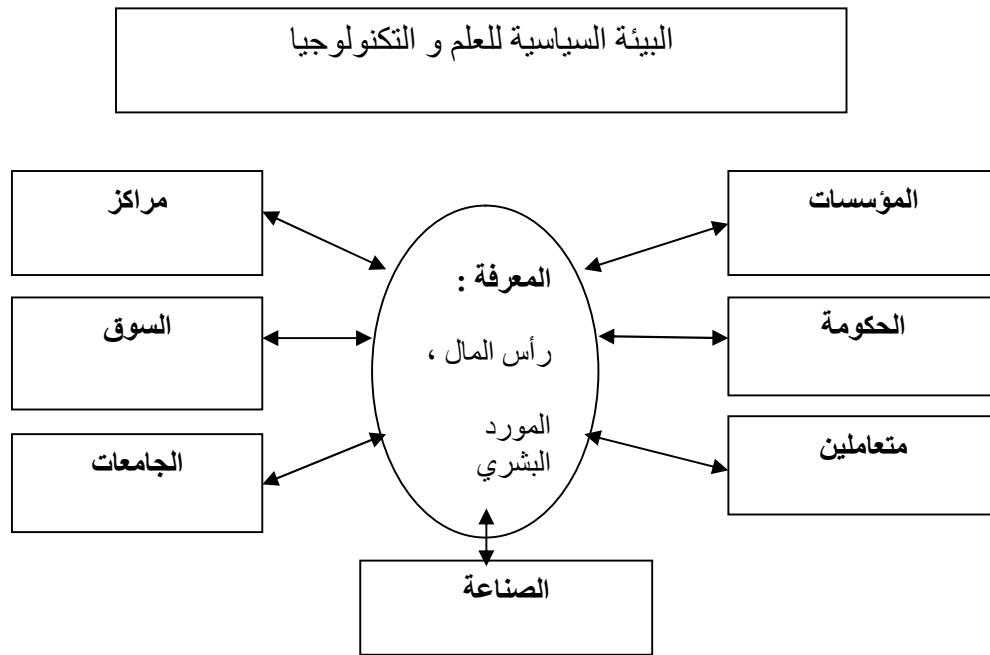 البيئة السياسية للعلم و التكنولوجيا
المؤسسات
مراكز
المعرفة :
الحكومة
السوق
رأس المال ،
متعاملين
الجامعات
المورد
البشري
الصناعة